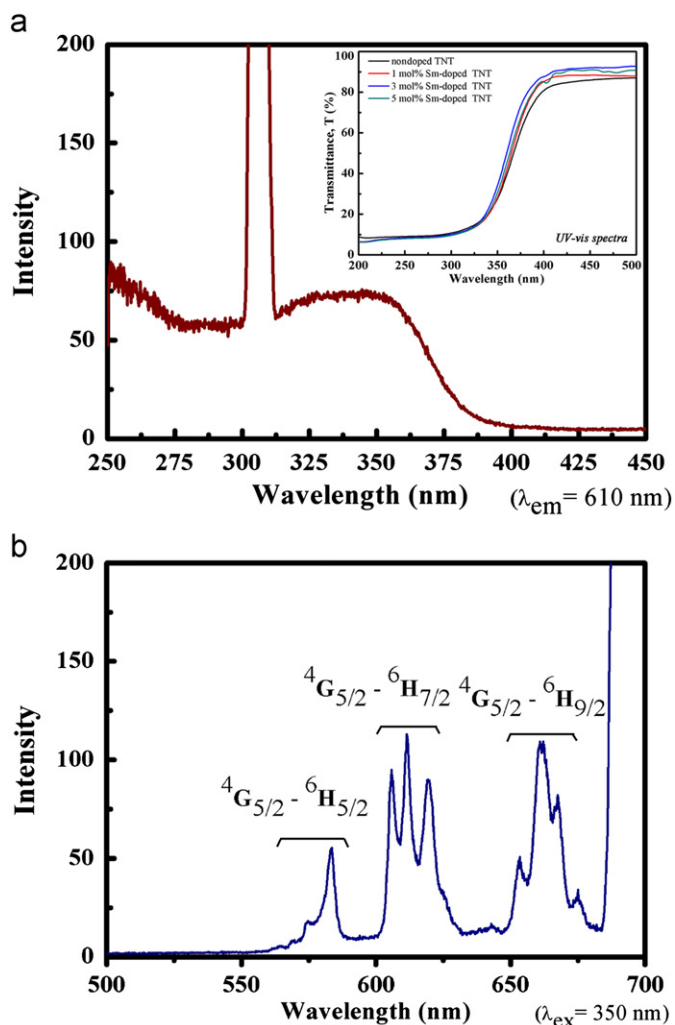 a
200
150
100
50
0
Intensity
250 275 300 325 350 375 400 425 450
Wavelength (nm) (λem= 610 nm)
100
80
60
40
20
10
0
Transmittance, T (%)
nondoped TNT
1 mol% Sm-doped TNT
3 mol% Sm-doped TNT
5 mol% Sm-doped TNT
UV-vis spectra
200 250 300 350 400 450 500
Wavelength (nm)
b
200
150
100
50
0
Intensity
⁴G5/2 - ⁶H7/2 ⁴G5/2 - ⁶H9/2
⁴G5/2 - ⁶H5/2
500 550 600 650 700
Wavelength (nm) (λex= 350 nm)